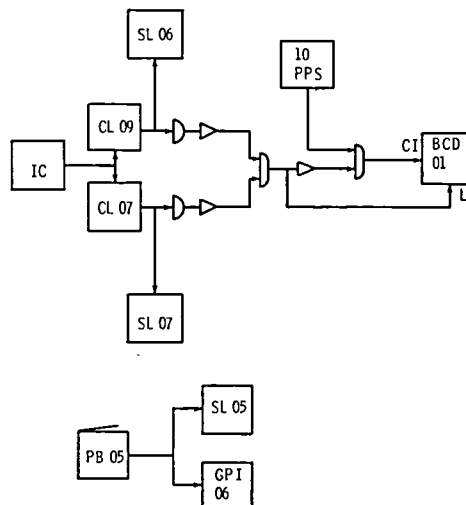 SL 06
10
PPS
CL 09
CI
BCD
01
IC
L
CL 07
SL 07
SL 05
PB 05
GPI
06